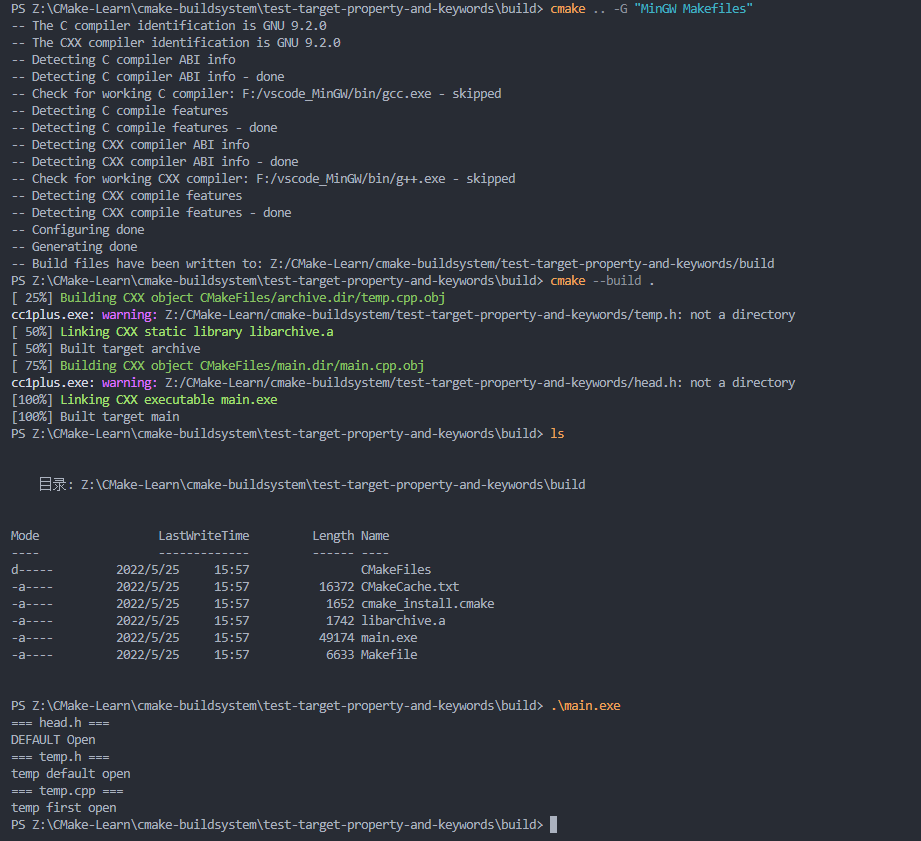 PS Z:\CMake-Learn\cmake-buildsystem\test-target-property-and-keywords\build> cmake .. -G "MinGW Makefiles"
-- The C compiler identification is GNU 9.2.0
-- The CXX compiler identification is GNU 9.2.0
-- Detecting C compiler ABI info
-- Detecting C compiler ABI info - done
-- Check for working C compiler: F:/vscode_MinGW/bin/gcc.exe - skipped
-- Detecting C compile features
-- Detecting C compile features - done
-- Detecting CXX compiler ABI info
-- Detecting CXX compiler ABI info - done
-- Check for working CXX compiler: F:/vscode_MinGW/bin/g++.exe - skipped
-- Detecting CXX compile features
-- Detecting CXX compile features - done
-- Configuring done
-- Generating done
-- Build files have been written to: Z:/CMake-Learn/cmake-buildsystem/test-target-property-and-keywords/build
PS Z:\CMake-Learn\cmake-buildsystem\test-target-property-and-keywords\build> cmake --build .
[ 25%] Building CXX object CMakeFiles/archive.dir/temp.cpp.obj
cc1plus.exe: warning: Z:/CMake-Learn/cmake-buildsystem/test-target-property-and-keywords/temp.h: not a directory
[ 50%] Linking CXX static library libarchive.a
[ 50%] Built target archive
[ 75%] Building CXX object CMakeFiles/main.dir/main.cpp.obj
cc1plus.exe: warning: Z:/CMake-Learn/cmake-buildsystem/test-target-property-and-keywords/head.h: not a directory
[100%] Linking CXX executable main.exe
[100%] Built target main
PS Z:\CMake-Learn\cmake-buildsystem\test-target-property-and-keywords\build> ls
目录: Z:\CMake-Learn\cmake-buildsystem\test-target-property-and-keywords\build
Mode                 LastWriteTime         Length Name
----                 -------------         ------ ----
d-----         2022/5/25     15:57                CMakeFiles
-a----         2022/5/25     15:57          16372 CMakeCache.txt
-a----         2022/5/25     15:57           1652 cmake_install.cmake
-a----         2022/5/25     15:57           1742 libarchive.a
-a----         2022/5/25     15:57          49174 main.exe
-a----         2022/5/25     15:57           6633 Makefile
PS Z:\CMake-Learn\cmake-buildsystem\test-target-property-and-keywords\build> .\main.exe
=== head.h ===
DEFAULT Open
=== temp.h ===
temp default open
=== temp.cpp ===
temp first open
PS Z:\CMake-Learn\cmake-buildsystem\test-target-property-and-keywords\build>